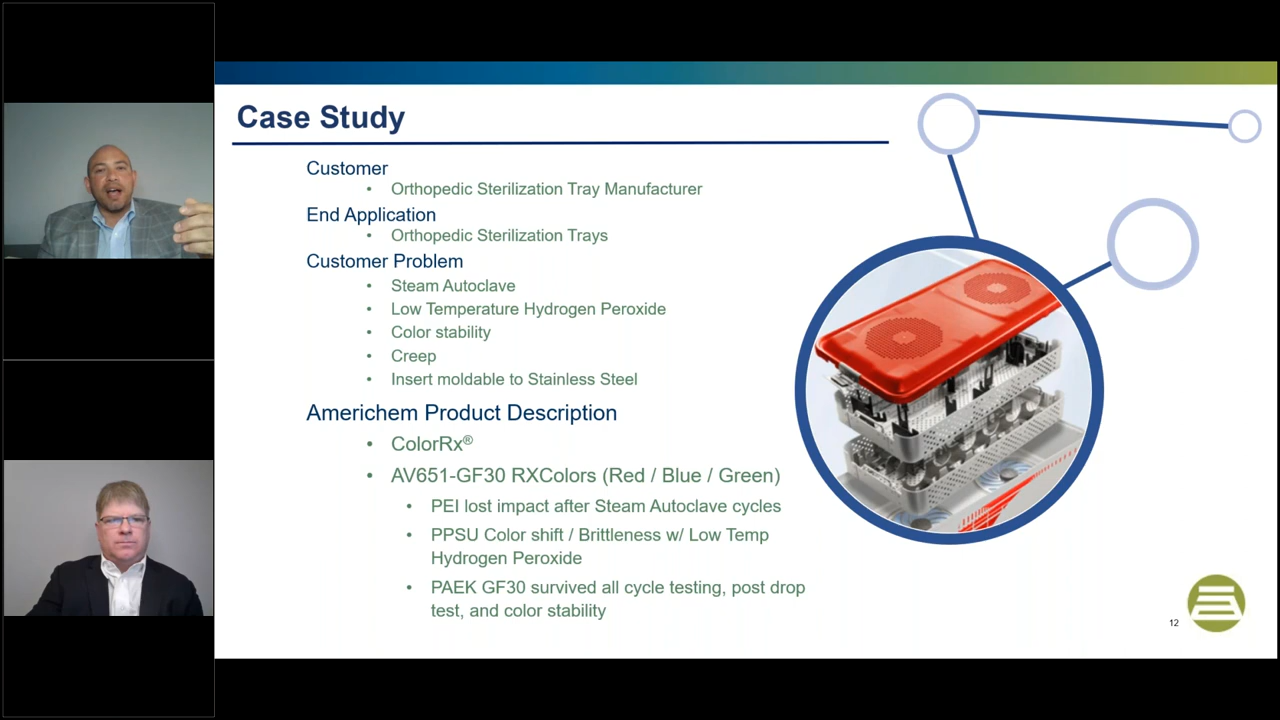 Case Study
Customer
• Orthopedic Sterilization Tray Manufacturer
End Application
• Orthopedic Sterilization Trays
Customer Problem
• Steam Autoclave
• Low Temperature Hydrogen Peroxide
• Color stability
• Creep
• Insert moldable to Stainless Steel
Americhem Product Description
• ColorRx®
• AV651-GF30 RXColors (Red / Blue / Green)
• PEI lost impact after Steam Autoclave cycles
• PPSU Color shift / Brittleness w/ Low Temp
Hydrogen Peroxide
• PAEK GF30 survived all cycle testing, post drop
test, and color stability
12